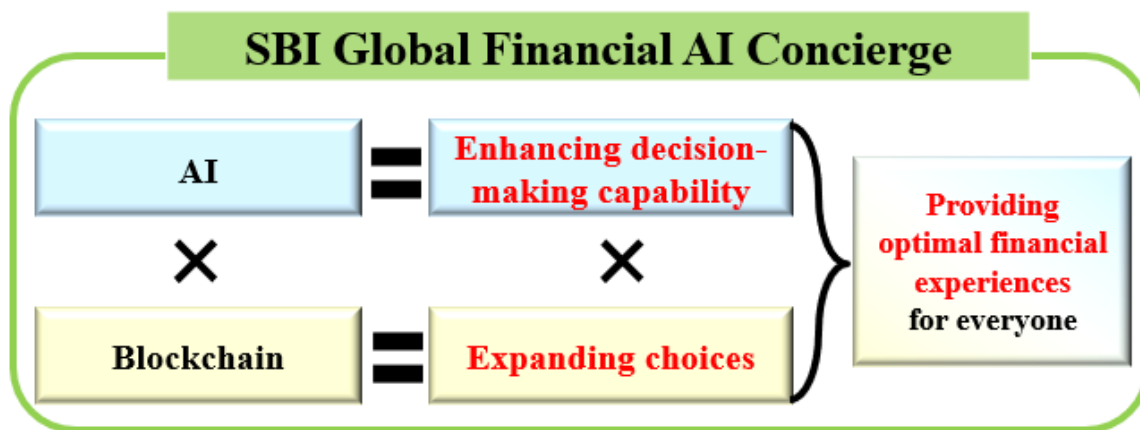 SBI Global Financial AI Concierge
AI
=
Enhancing decision-
making capability
×
×
Blockchain
=
Expanding choices
Providing
optimal financial
experiences
for everyone